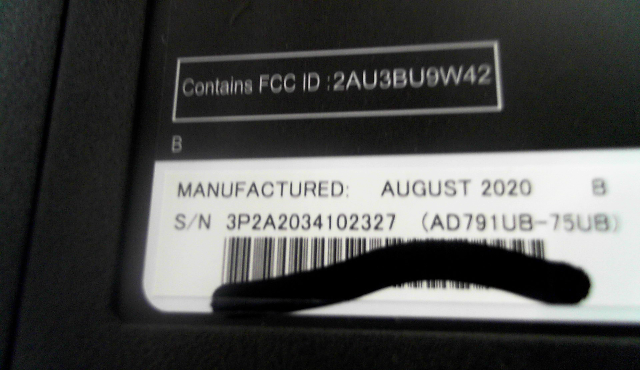 Contains FCC ID :2AU3BU9W42
B
MANUFACTURED: AUGUST 2020 B
S/N 3P2A2034102327 (AD791UB-75UB)